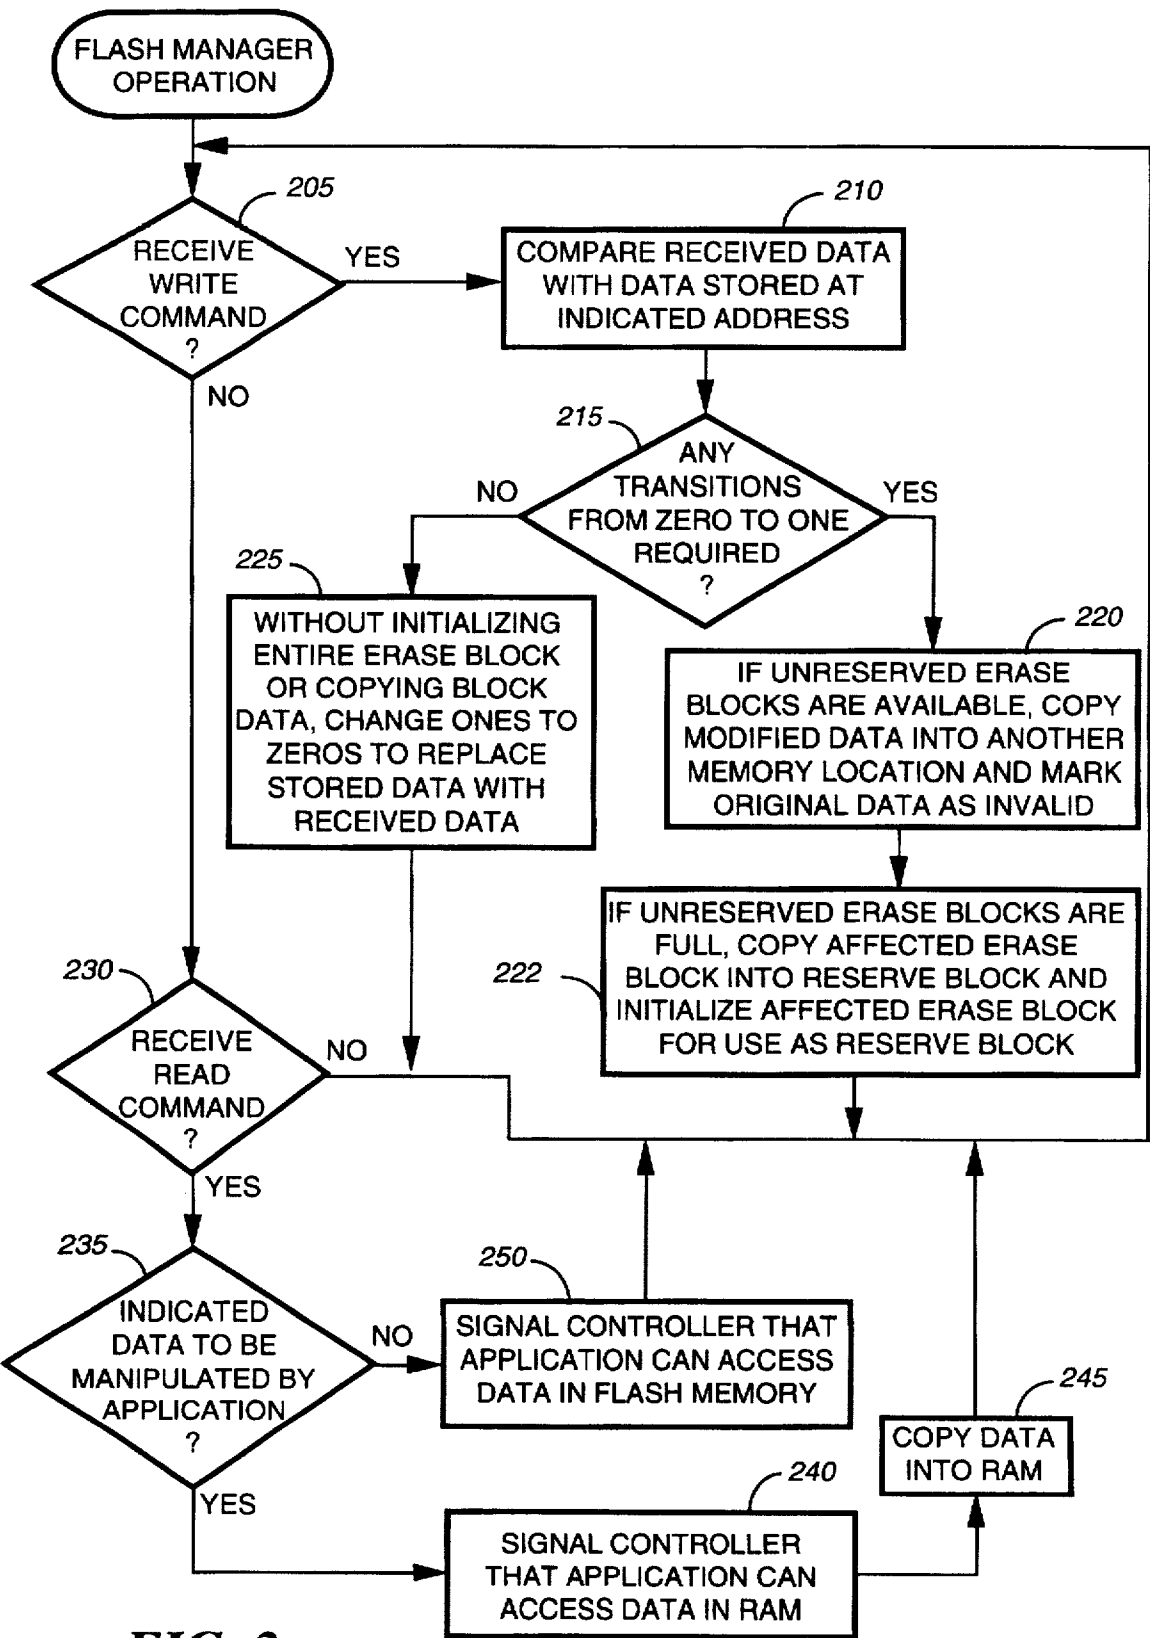 FLASH MANAGER
OPERATION
205
RECEIVE
WRITE
COMMAND
?
YES
NO
210
COMPARE RECEIVED DATA
WITH DATA STORED AT
INDICATED ADDRESS
215
ANY
TRANSITIONS
FROM ZERO TO ONE
REQUIRED
?
NO
YES
225
WITHOUT INITIALIZING
ENTIRE ERASE BLOCK
OR COPYING BLOCK
DATA, CHANGE ONES TO
ZEROS TO REPLACE
STORED DATA WITH
RECEIVED DATA
220
IF UNRESERVED ERASE
BLOCKS ARE AVAILABLE, COPY
MODIFIED DATA INTO ANOTHER
MEMORY LOCATION AND MARK
ORIGINAL DATA AS INVALID
222
IF UNRESERVED ERASE BLOCKS ARE
FULL, COPY AFFECTED ERASE
BLOCK INTO RESERVE BLOCK AND
INITIALIZE AFFECTED ERASE BLOCK
FOR USE AS RESERVE BLOCK
230
RECEIVE
READ
COMMAND
?
NO
YES
235
INDICATED
DATA TO BE
MANIPULATED BY
APPLICATION
?
NO
YES
250
SIGNAL CONTROLLER THAT
APPLICATION CAN ACCESS
DATA IN FLASH MEMORY
245
COPY DATA
INTO RAM
240
SIGNAL CONTROLLER
THAT APPLICATION CAN
ACCESS DATA IN RAM